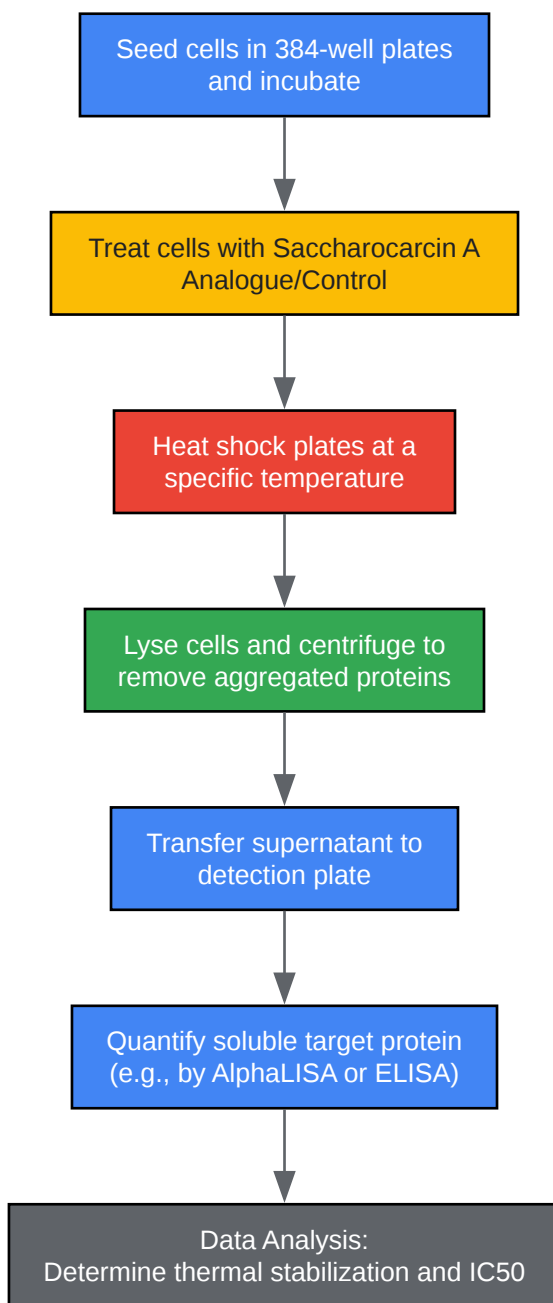 Seed cells in 384-well plates
and incubate
Treat cells with Saccharocarcin A
Analogue/Control
Heat shock plates at a
specific temperature
Lyse cells and centrifuge to
remove aggregated proteins
Transfer supernatant to
detection plate
Quantify soluble target protein
(e.g., by AlphaLISA or ELISA)
Data Analysis:
Determine thermal stabilization and IC50